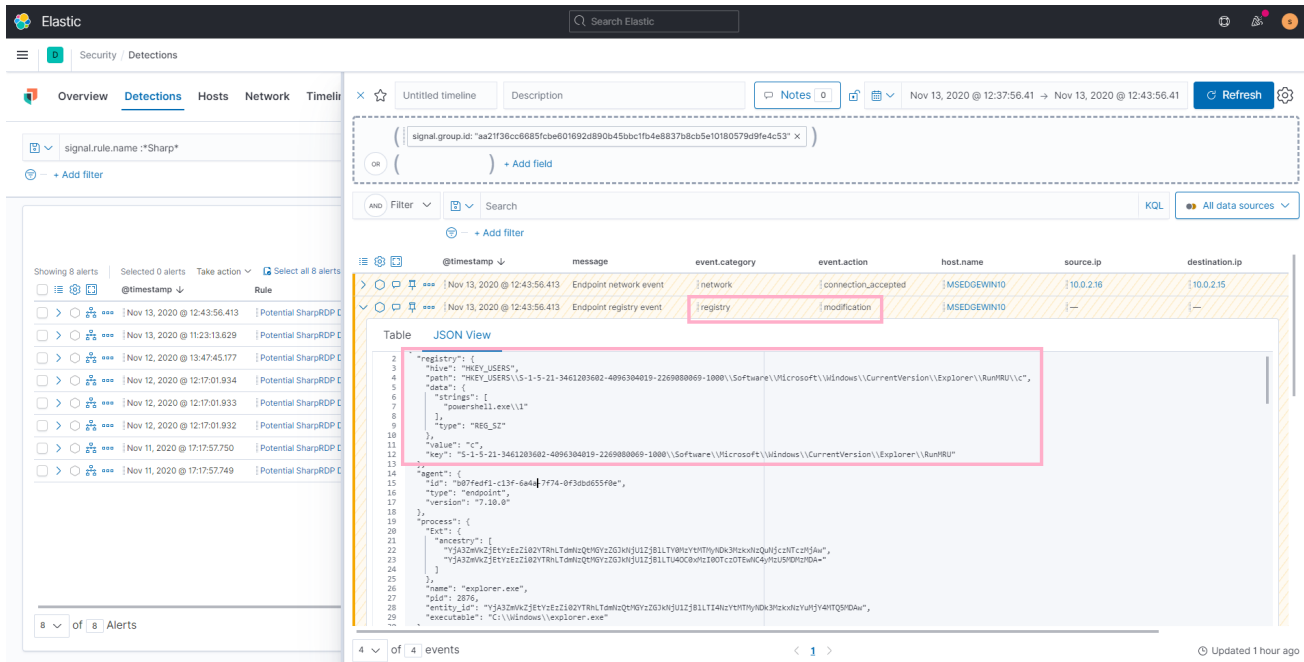 Elastic
Search Elastic
s
D
Security / Detections
Overview Detections Hosts Network Timeli
signal.rule.name :*Sharp*
+ Add filter
Showing 8 alerts Selected 0 alerts Take action Select all 8 alerts
@timestamp Rule
Nov 13, 2020 @ 12:43:56.413 Potential SharpRDP D
Nov 13, 2020 @ 11:23:13.629 Potential SharpRDP D
Nov 12, 2020 @ 13:47:45.177 Potential SharpRDP D
Nov 12, 2020 @ 12:17:01.934 Potential SharpRDP D
Nov 12, 2020 @ 12:17:01.933 Potential SharpRDP D
Nov 12, 2020 @ 12:17:01.932 Potential SharpRDP D
Nov 11, 2020 @ 17:17:57.750 Potential SharpRDP D
Nov 11, 2020 @ 17:17:57.749 Potential SharpRDP D
8 of 8 Alerts
Untitled timeline Description Notes 0 Nov 13, 2020 @ 12:37:56.41 → Nov 13, 2020 @ 12:43:56.41 Refresh
( signal.group.id: "aa21f36cc6685fcbe601692d890b45bbc1fb4e8837b8cb5e10180579d9fe4c53" × )
OR ( ) + Add field
AND Filter Search KQL All data sources
+ Add filter
@timestamp message event.category event.action host.name source.ip destination.ip
Nov 13, 2020 @ 12:43:56.413 Endpoint network event network connection_accepted MSEDGEWIN10 10.0.2.16 10.0.2.15
Nov 13, 2020 @ 12:43:56.413 Endpoint registry event registry modification MSEDGEWIN10 — —
Table JSON View
2 "registry": {
3 "hive": "HKEY_USERS",
4 "path": "HKEY_USERS\\S-1-5-21-3461203602-4096304019-2269080069-1000\\Software\\Microsoft\\Windows\\CurrentVersion\\Explorer\\RunMRU\\c",
5 "data": {
6 "strings": [
7 "powershell.exe\\1"
8 ],
9 "type": "REG_SZ"
10 },
11 "value": "c",
12 "key": "S-1-5-21-3461203602-4096304019-2269080069-1000\\Software\\Microsoft\\Windows\\CurrentVersion\\Explorer\\RunMRU"
13 },
14 "agent": {
15 "id": "b07fedf1-c13f-6a4a-7f74-0f3dbd655f0e",
16 "type": "endpoint",
17 "version": "7.10.0"
18 },
19 "process": {
20 "Ext": {
21 "ancestry": [
22
23
24 ]
25 },
26 "name": "explorer.exe",
27 "pid": 2876,
28 "entity_id":
29 "executable": "C:\\Windows\\explorer.exe"
4 of 4 events
1
Updated 1 hour ago